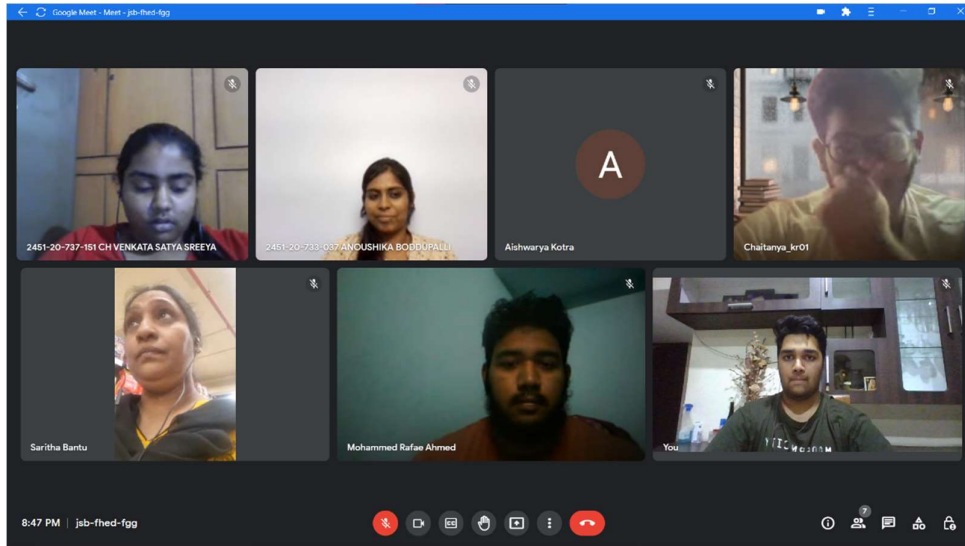 Google Meet - Meet - jsb-fhed-fgg
2451-20-737-151 CH VENKATA SATYA SREEYA
2451-20-733-037 ANOUSHIKA BODDUPALLI
A
Aishwarya Kotra
Chaitanya_kr01
Saritha Bantu
Mohammed Rafae Ahmed
You
8:47 PM | jsb-fhed-fgg
CC
7